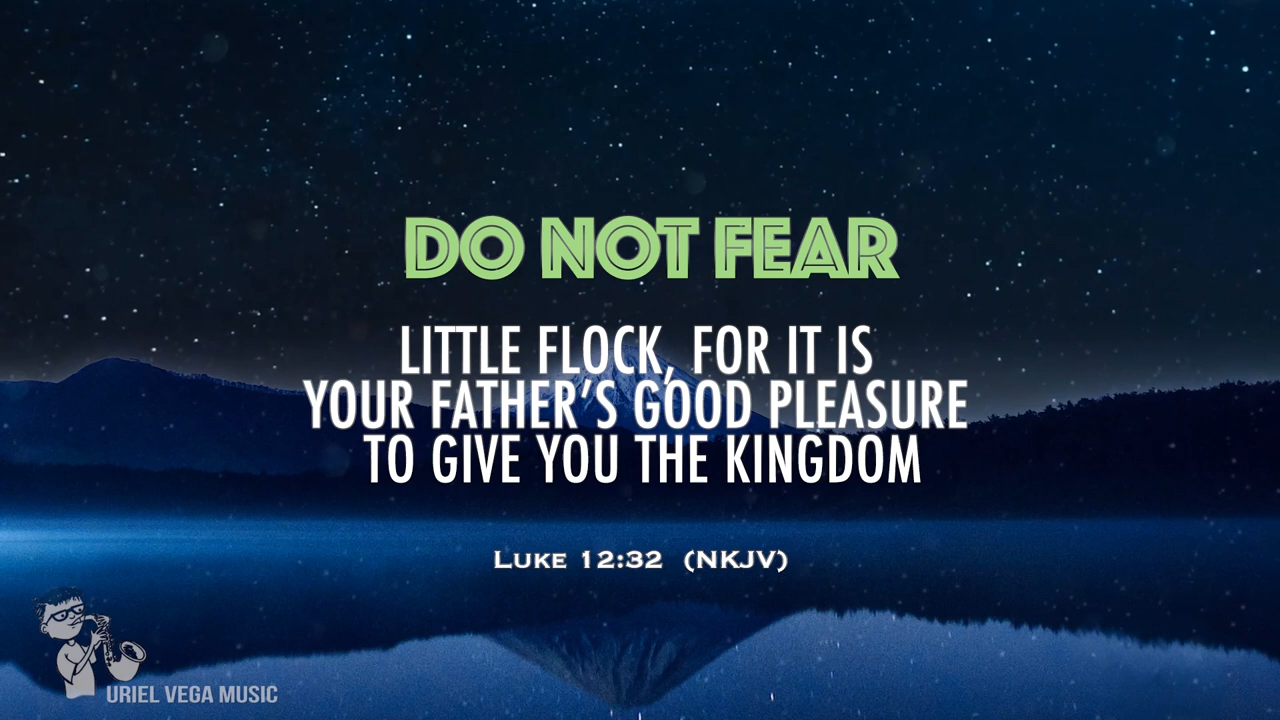 DO NOT FEAR
LITTLE FLOCK, FOR IT IS
YOUR FATHER’S GOOD PLEASURE
TO GIVE YOU THE KINGDOM
LUKE 12:32 (NKJV)
URIEL VEGA MUSIC